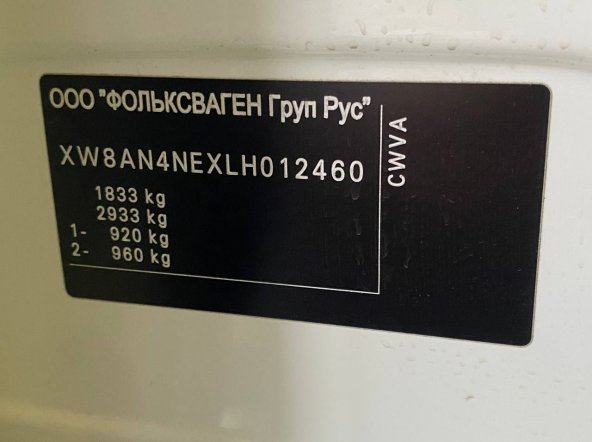 ООО "ФОЛЬКСВАГЕН Груп Рус"
XW8AN4NEXLH012460
1833 kg
2933 kg
1- 920 kg
2- 960 kg
CWVA